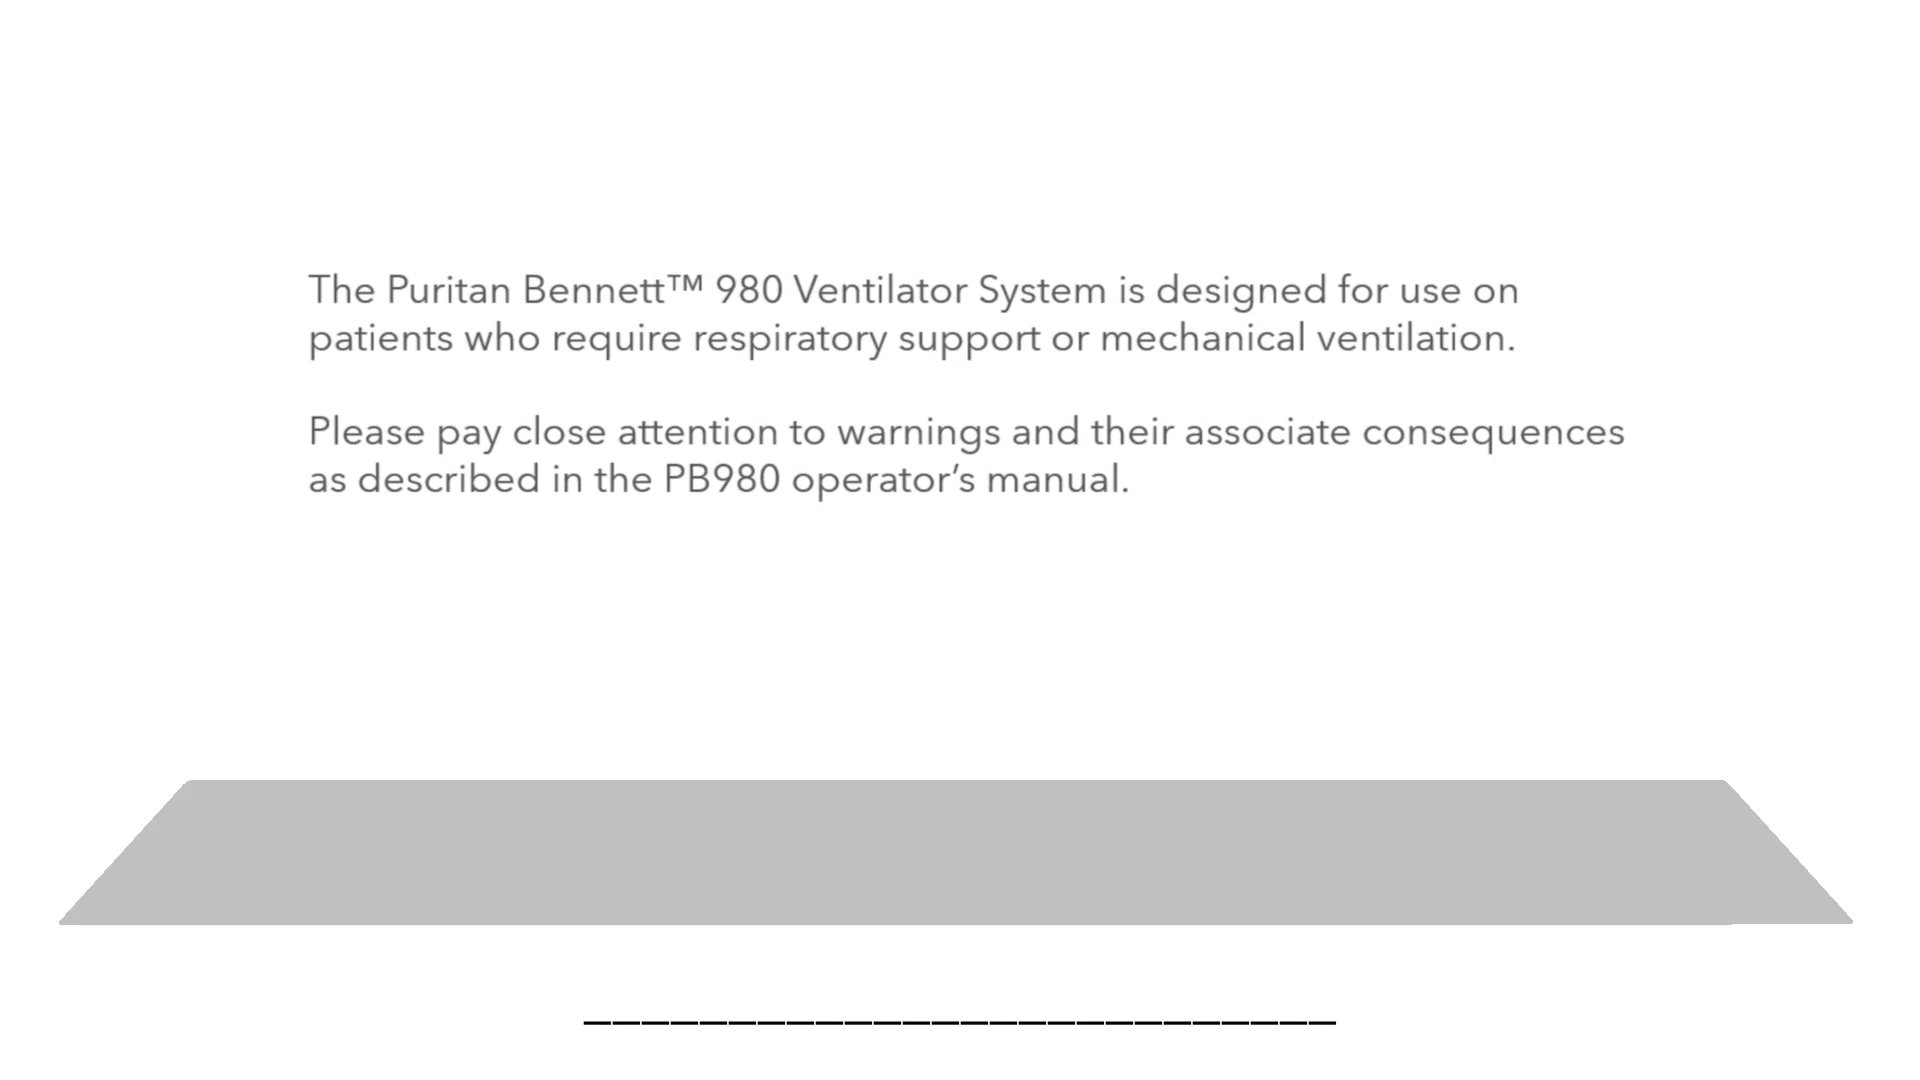 The Puritan Bennett™ 980 Ventilator System is designed for use on
patients who require respiratory support or mechanical ventilation.
Please pay close attention to warnings and their associate consequences
as described in the PB980 operator’s manual.
__________________________